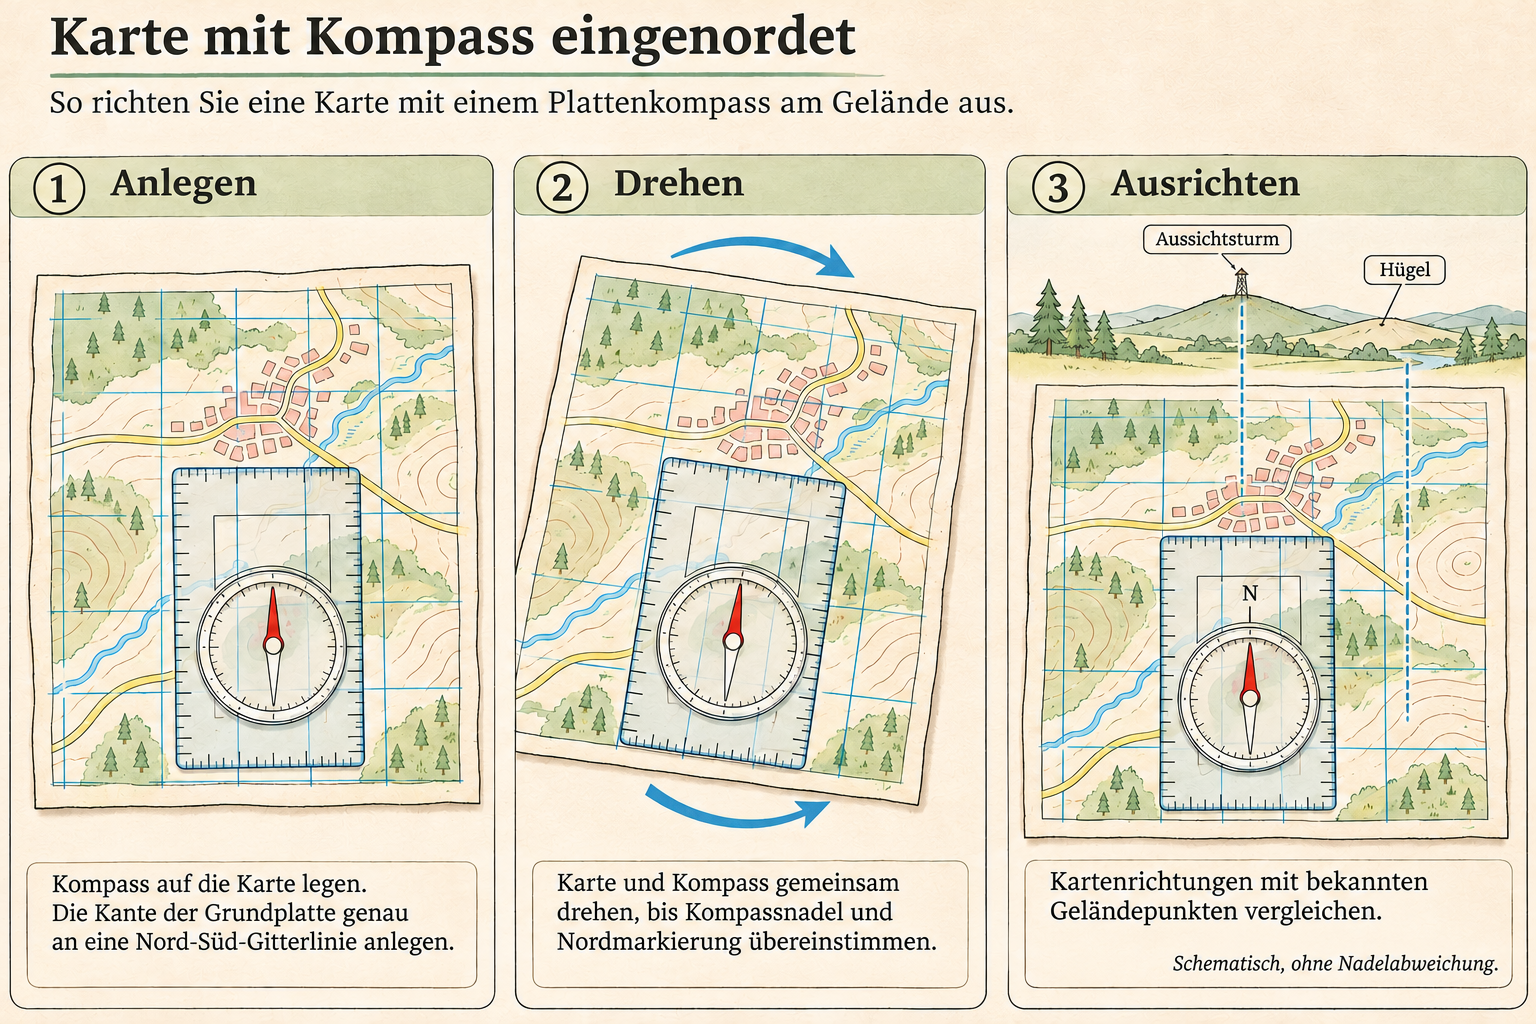 Karte mit Kompass eingenordet
So richten Sie eine Karte mit einem Plattenkompass am Gelände aus.
1 Anlegen
Kompass auf die Karte legen.
Die Kante der Grundplatte genau
an eine Nord-Süd-Gitterlinie anlegen.
2 Drehen
Karte und Kompass gemeinsam
drehen, bis Kompassnadel und
Nordmarkierung übereinstimmen.
3 Ausrichten
Aussichtsturm
Hügel
N
Kartenrichtungen mit bekannten
Geländepunkten vergleichen.
Schematisch, ohne Nadelabweichung.